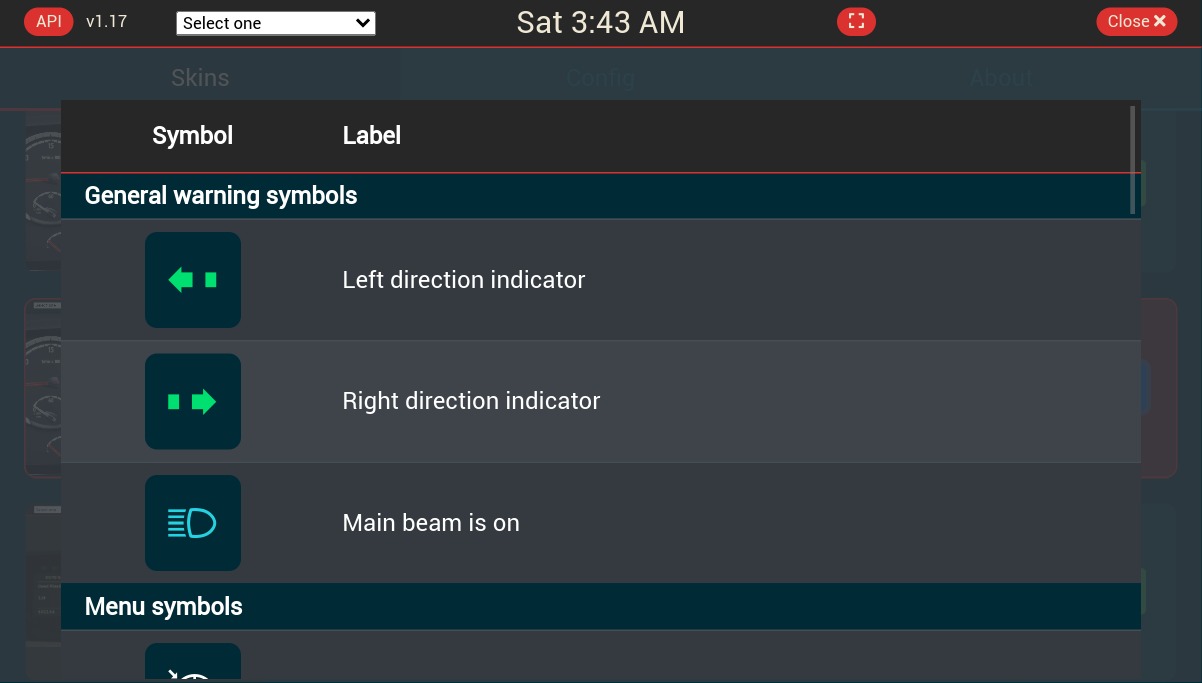 API v1.17 Select one Sat 3:43 AM Close
Skins Config About
Symbol Label
General warning symbols
Left direction indicator
Right direction indicator
Main beam is on
Menu symbols